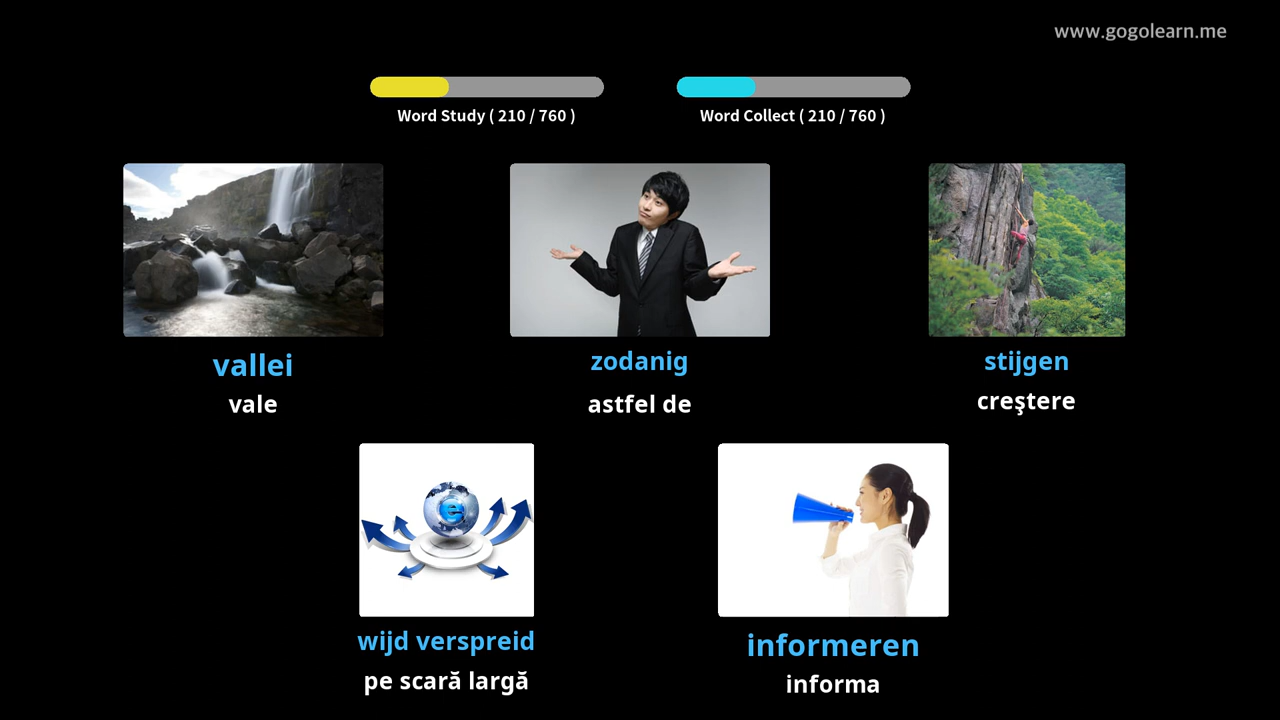 www.gogolearn.me
Word Study ( 210 / 760 )
Word Collect ( 210 / 760 )
vallei
zodanig
stijgen
vale
astfel de
creştere
e
wijd verspreid
informeren
pe scară largă
informa